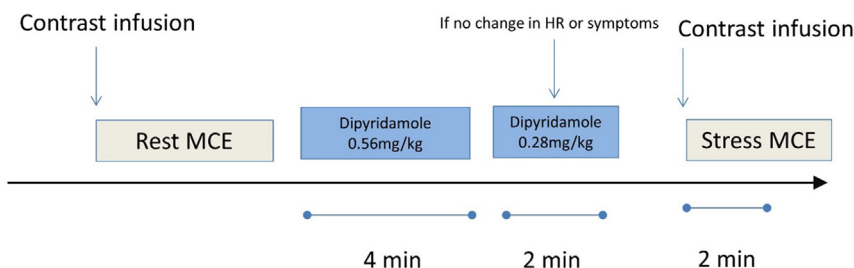 Contrast infusion
If no change in HR or symptoms
Contrast infusion
Rest MCE
Dipyridamole
0.56mg/kg
Dipyridamole
0.28mg/kg
Stress MCE
4 min
2 min
2 min